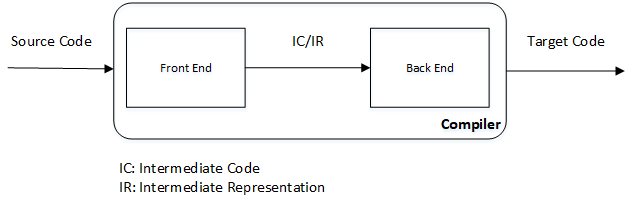 Source Code
IC/IR
Target Code
Front End
Back End
Compiler
IC: Intermediate Code
IR: Intermediate Representation